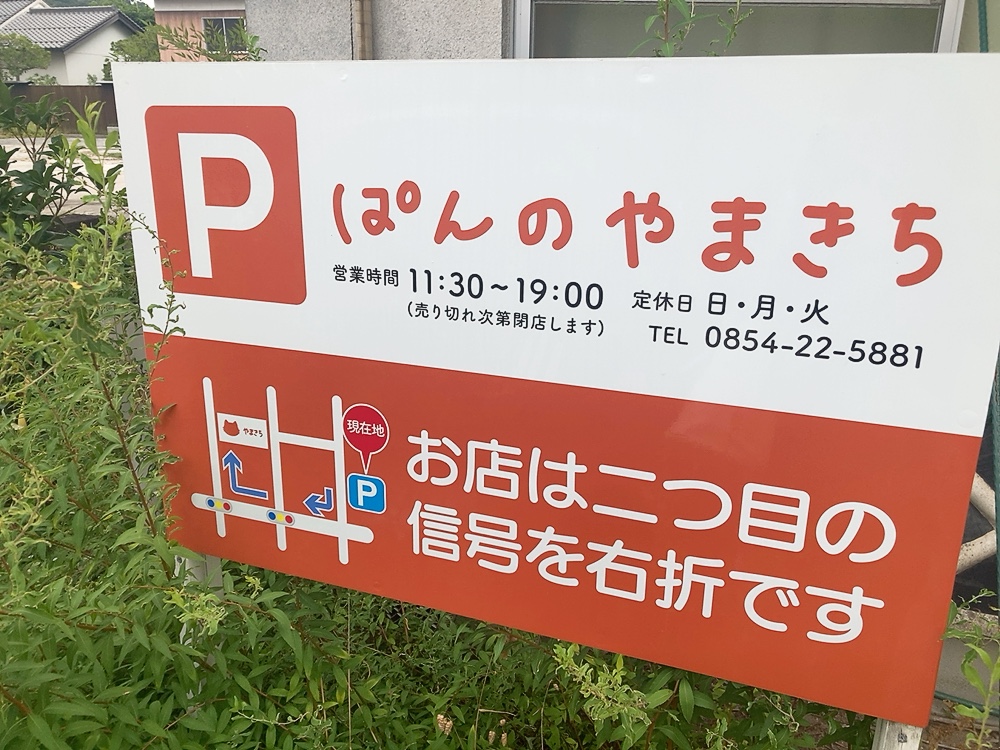 P
ぽんのやまきち
営業時間 11:30～19:00
(売り切れ次第閉店します)
定休日 日・月・火
TEL 0854-22-5881
やまきち
現在地
P
お店は二つ目の
信号を右折です